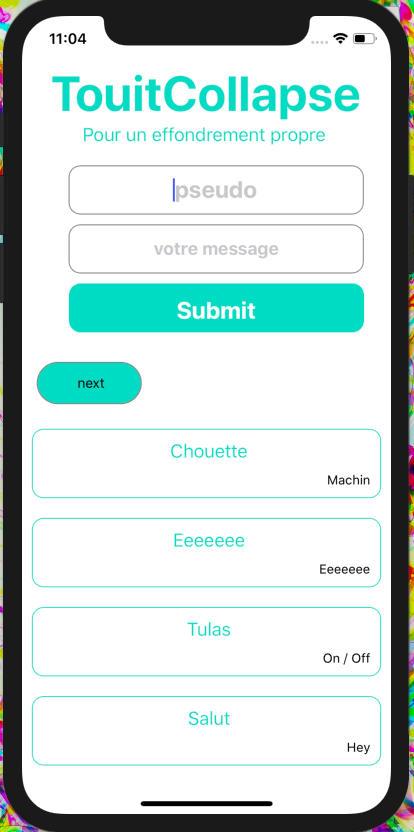 11:04
TouitCollapse
Pour un effondrement propre
pseudo
votre message
Submit
next
Chouette
Machin
Eeeeeee
Eeeeeee
Tulas
On / Off
Salut
Hey